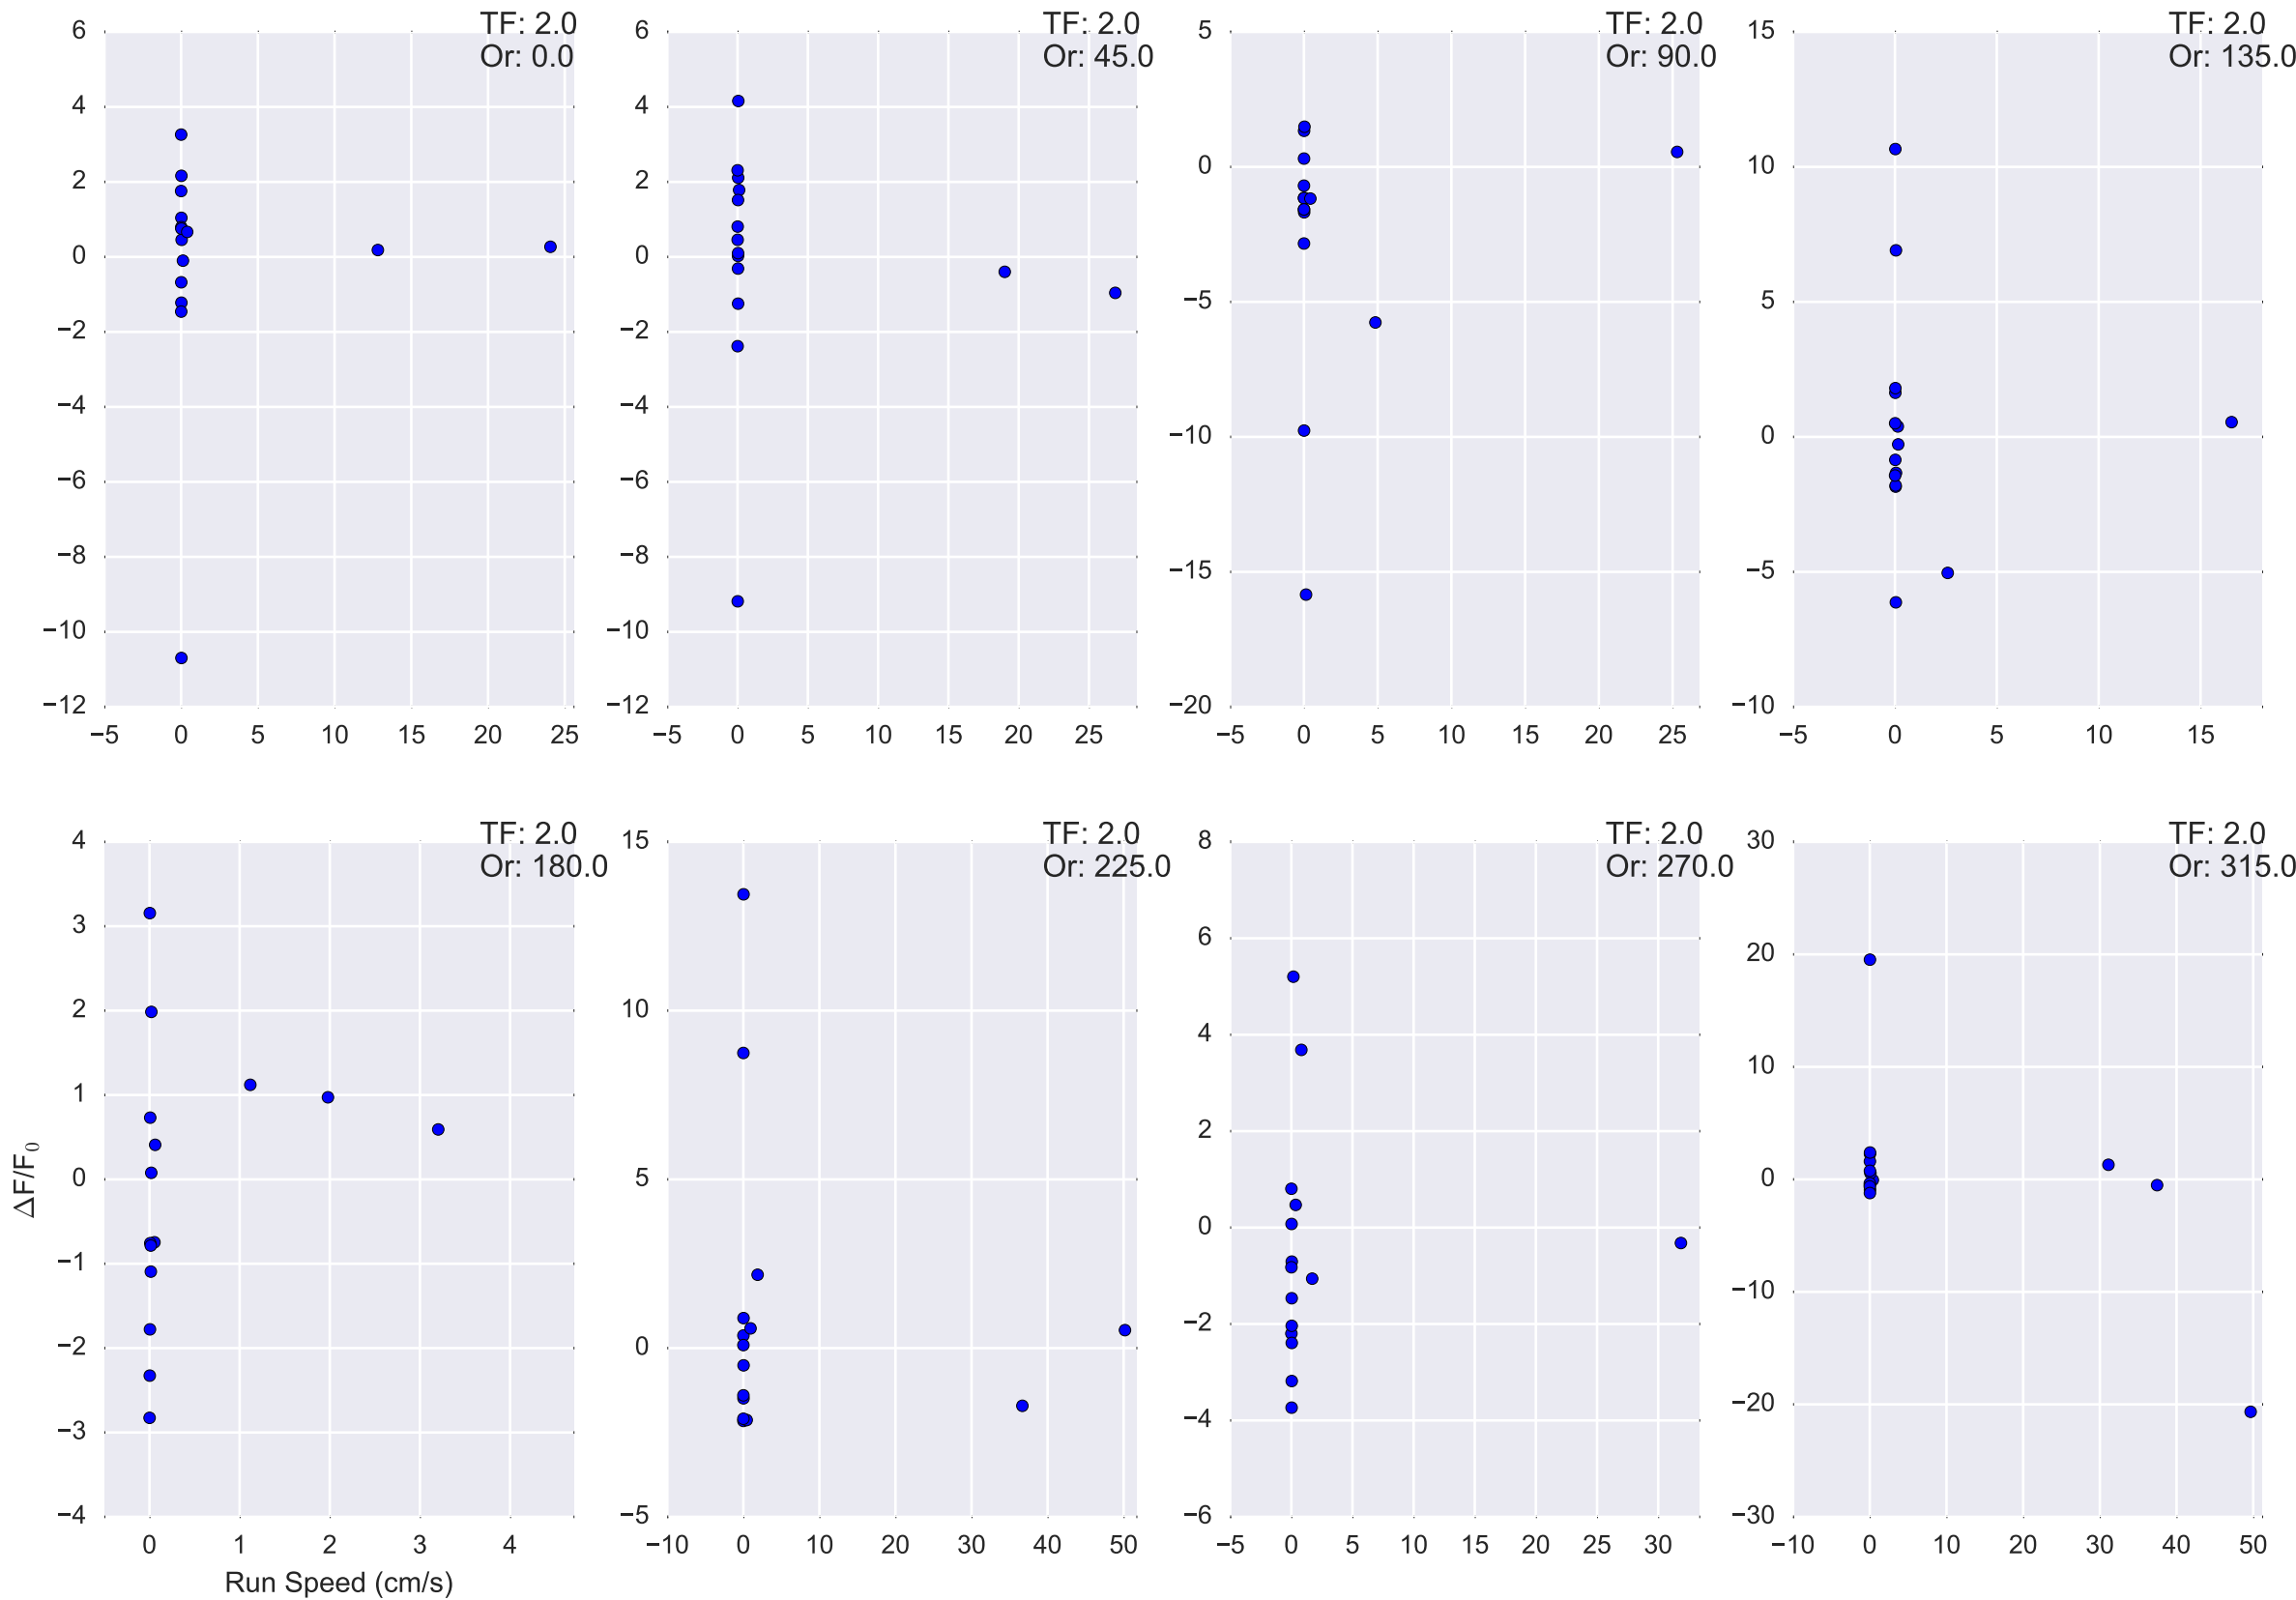 TF: 2.0
Or: 0.0
6
4
2
0
−2
−4
−6
−8
−10
−12
−5 0 5 10 15 20 25
TF: 2.0
Or: 45.0
6
4
2
0
−2
−4
−6
−8
−10
−12
−5 0 5 10 15 20 25
TF: 2.0
Or: 90.0
5
0
−5
−10
−15
−20
−5 0 5 10 15 20 25
TF: 2.0
Or: 135.0
15
10
5
0
−5
−10
−5 0 5 10 15
TF: 2.0
Or: 180.0
4
3
2
1
0
−1
−2
−3
−4
0 1 2 3 4
ΔF/F₀
Run Speed (cm/s)
TF: 2.0
Or: 225.0
15
10
5
0
−5
−10 0 10 20 30 40 50
TF: 2.0
Or: 270.0
8
6
4
2
0
−2
−4
−6
−5 0 5 10 15 20 25 30
TF: 2.0
Or: 315.0
30
20
10
0
−10
−20
−30
−10 0 10 20 30 40 50